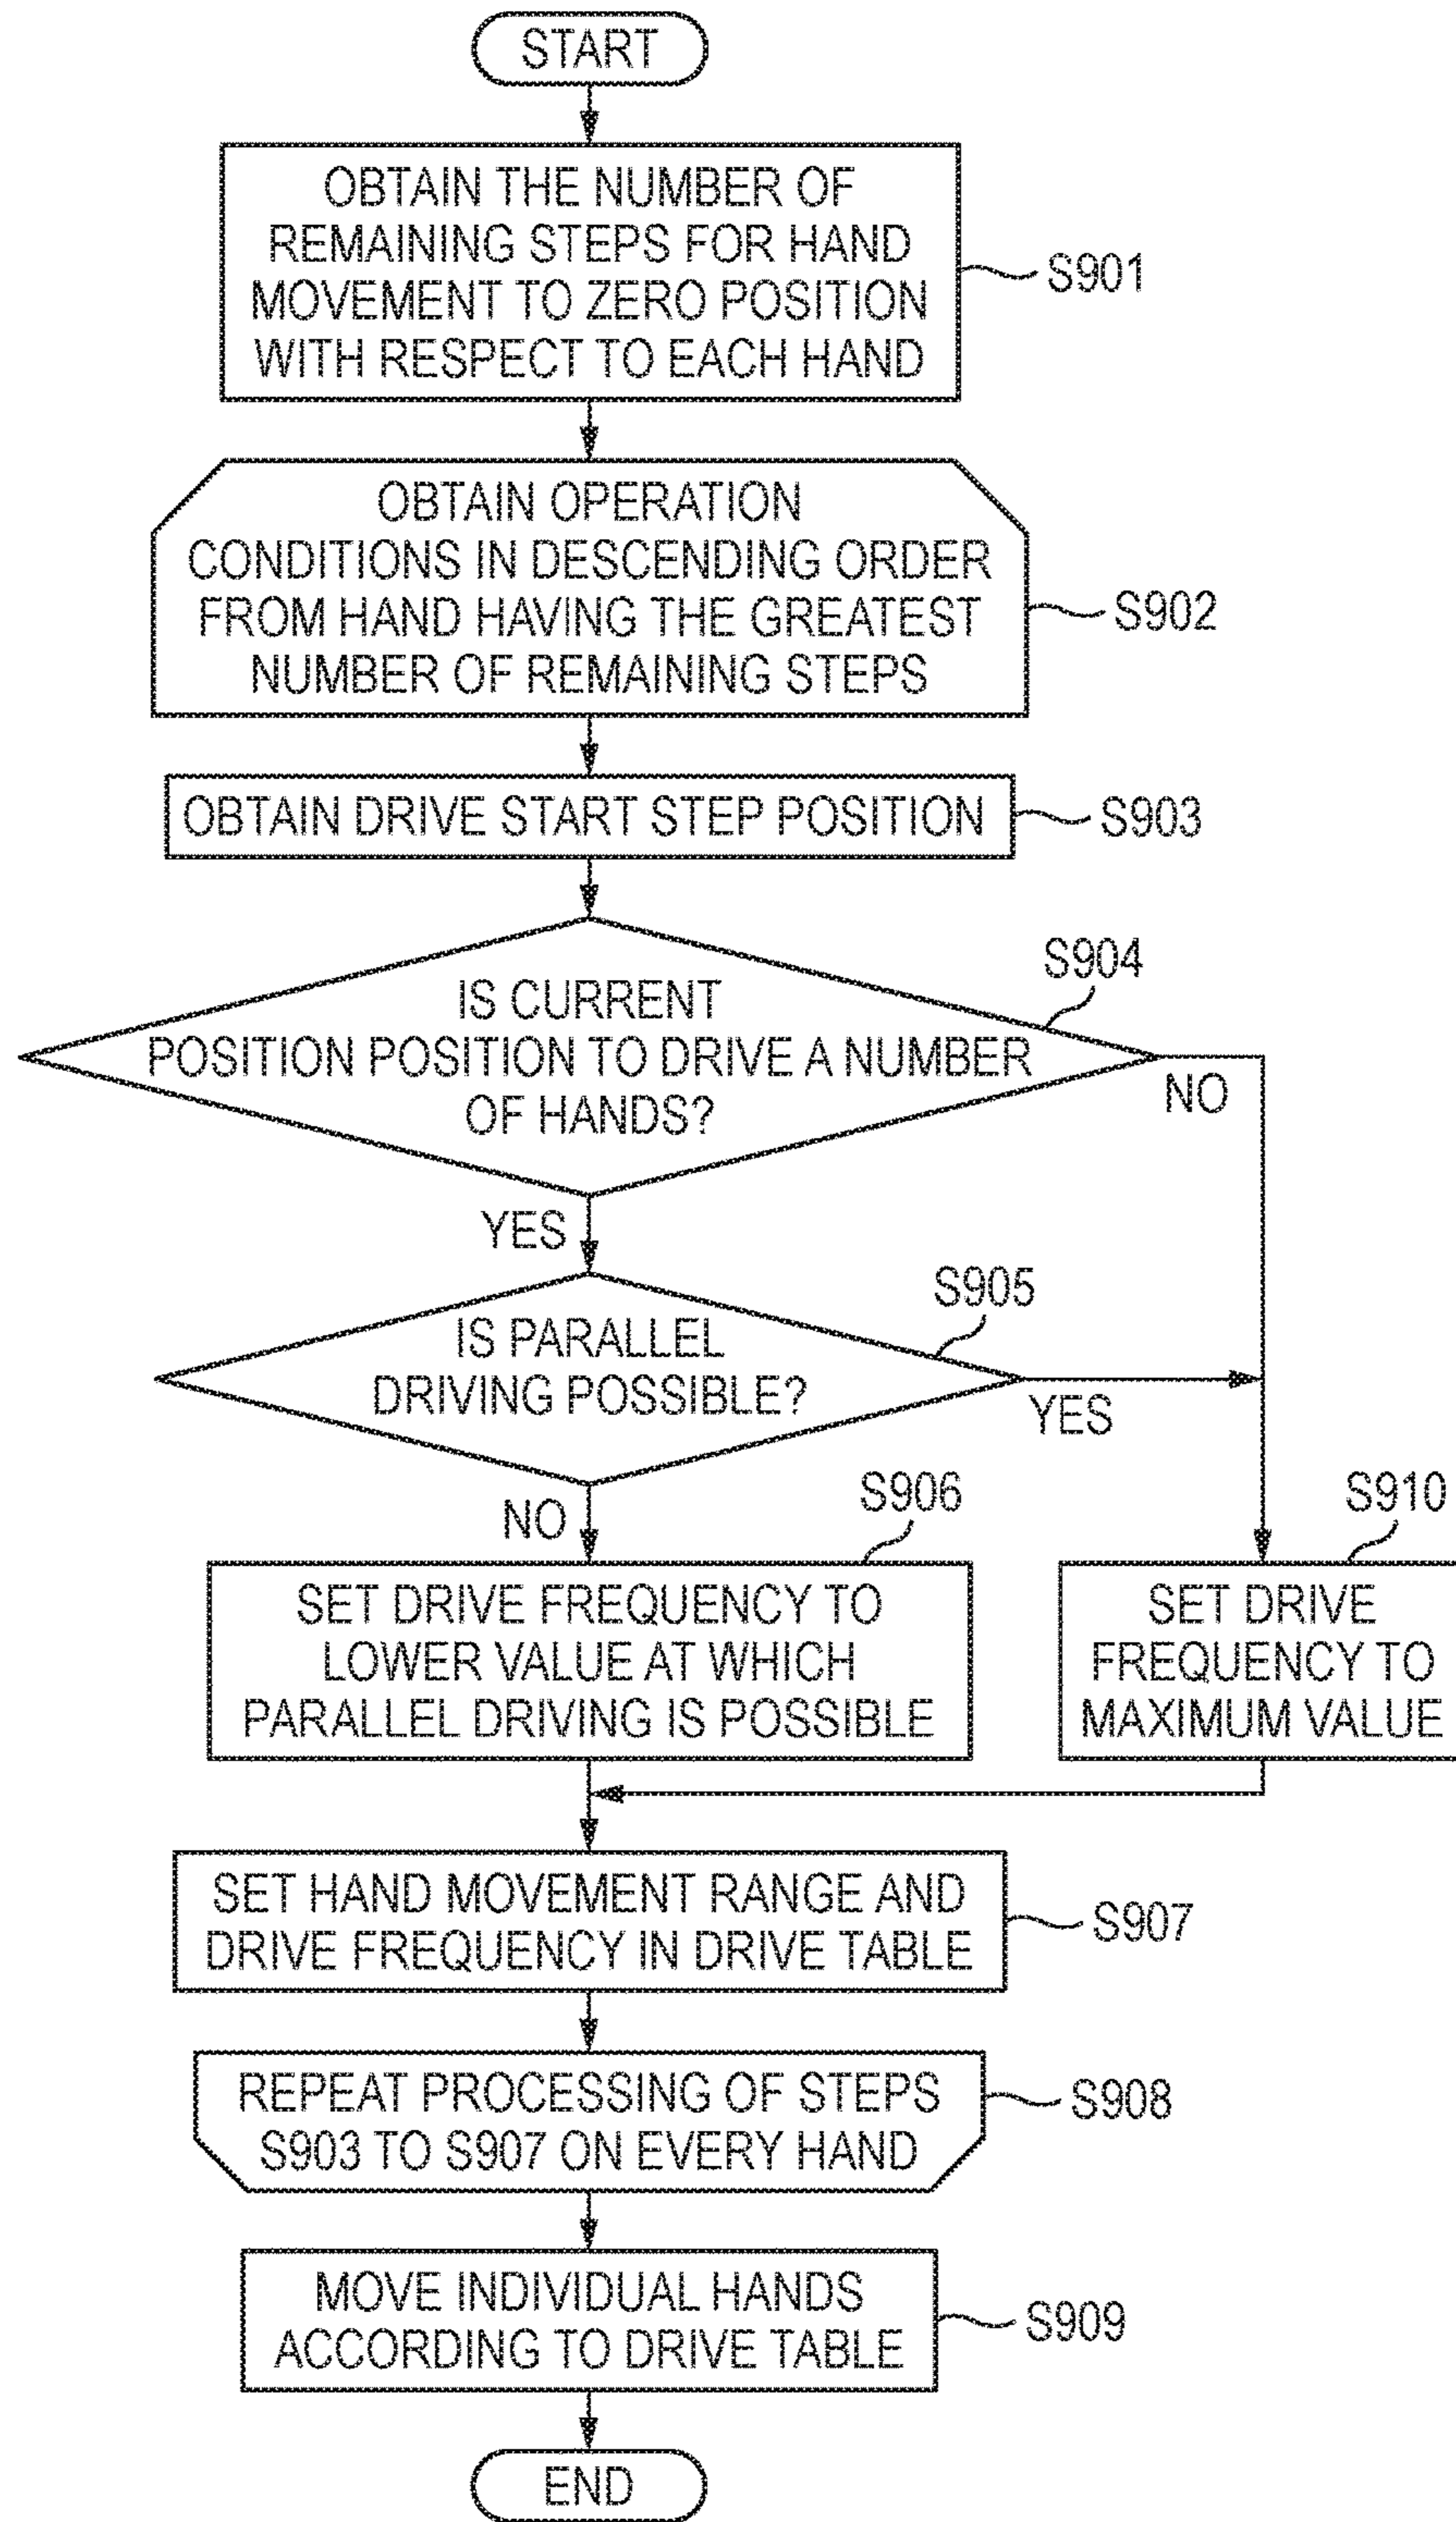 START
OBTAIN THE NUMBER OF
REMAINING STEPS FOR HAND
MOVEMENT TO ZERO POSITION
WITH RESPECT TO EACH HAND
S901
OBTAIN OPERATION
CONDITIONS IN DESCENDING ORDER
FROM HAND HAVING THE GREATEST
NUMBER OF REMAINING STEPS
S902
OBTAIN DRIVE START STEP POSITION
S903
S904
IS CURRENT
POSITION POSITION TO DRIVE A NUMBER
OF HANDS?
NO
YES
S905
IS PARALLEL
DRIVING POSSIBLE?
YES
NO
S906
SET DRIVE FREQUENCY TO
LOWER VALUE AT WHICH
PARALLEL DRIVING IS POSSIBLE
S910
SET DRIVE
FREQUENCY TO
MAXIMUM VALUE
SET HAND MOVEMENT RANGE AND
DRIVE FREQUENCY IN DRIVE TABLE
S907
REPEAT PROCESSING OF STEPS
S903 TO S907 ON EVERY HAND
S908
MOVE INDIVIDUAL HANDS
ACCORDING TO DRIVE TABLE
S909
END